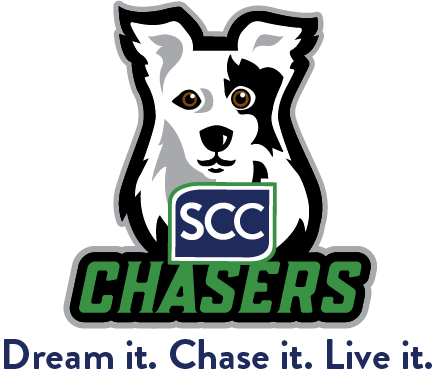 SCC
CHASERS
Dream it. Chase it. Live it.